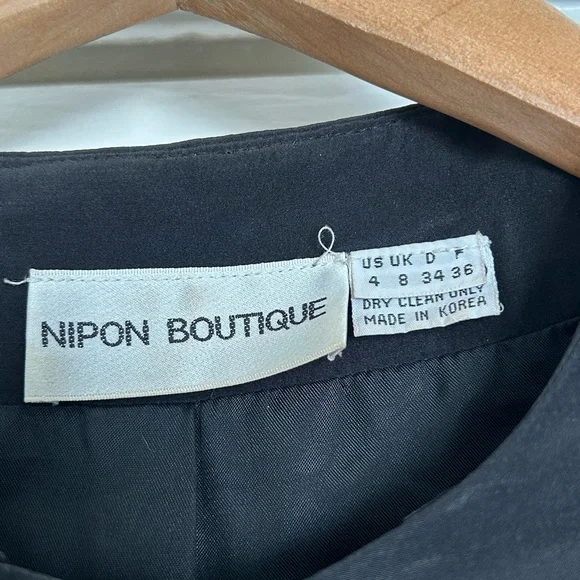 NIPON BOUTIQUE
US UK D F
4 8 34 36
DRY CLEAN ONLY
MADE IN KOREA